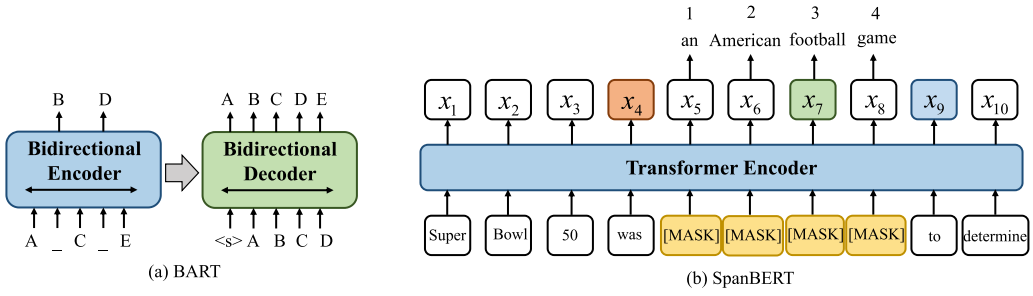 B D
Bidirectional
Encoder
A _ C _ E
A B C D E
Bidirectional
Decoder
<s> A B C D
(a) BART
1 2 3 4
an American football game
x1 x2 x3 x4 x5 x6 x7 x8 x9 x10
Transformer Encoder
Super Bowl 50 was [MASK] [MASK] [MASK] [MASK] to determine
(b) SpanBERT